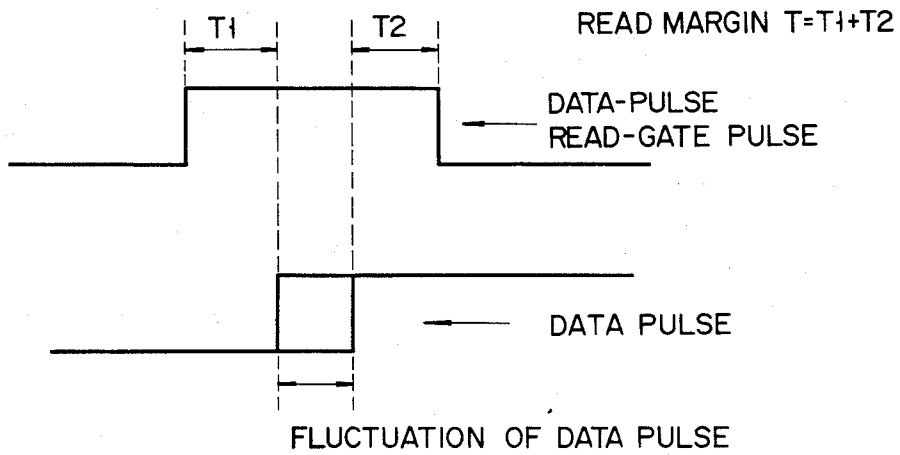 T1
T2
READ MARGIN T=T1+T2
DATA-PULSE
READ-GATE PULSE
DATA PULSE
FLUCTUATION OF DATA PULSE